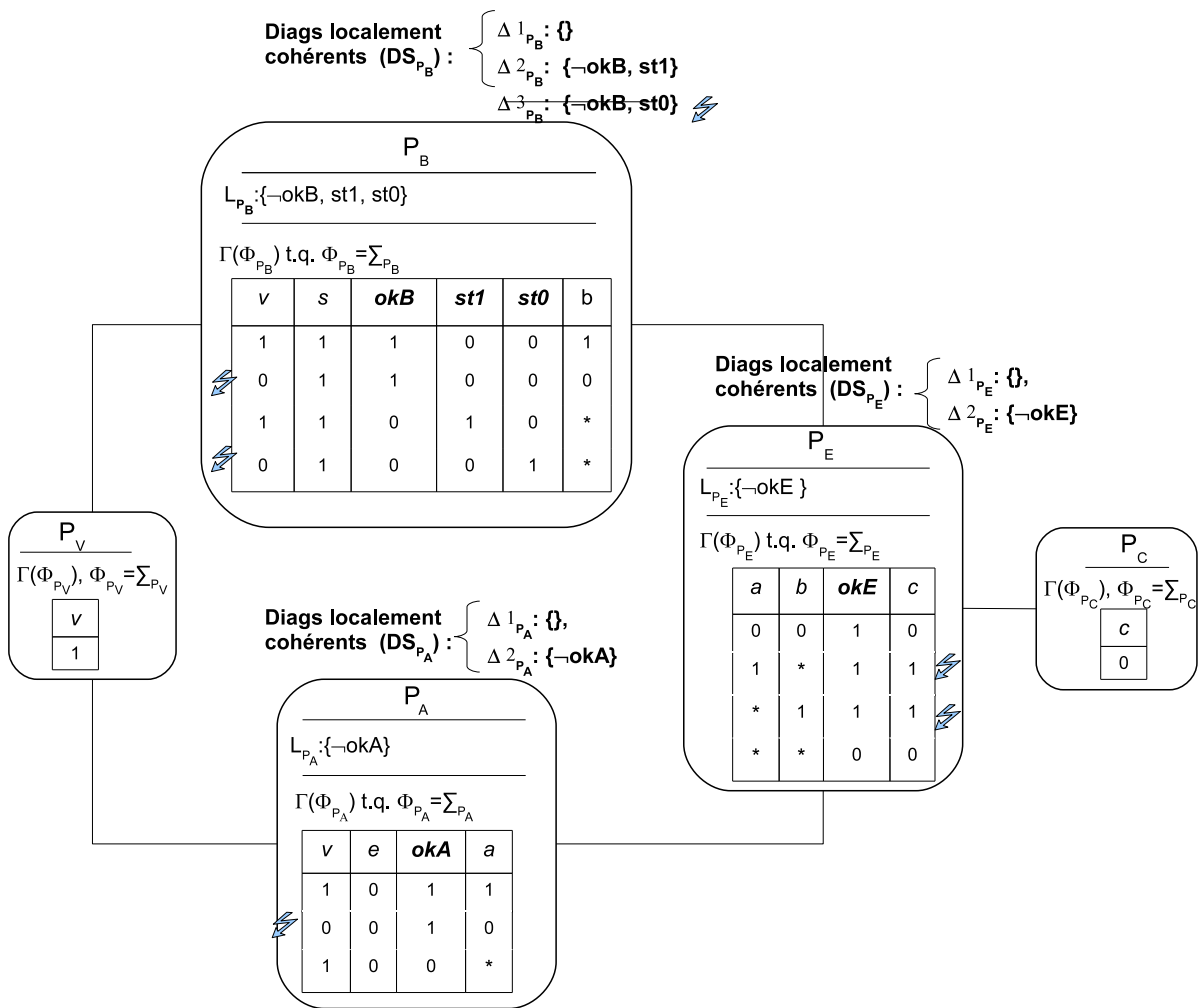 Diags localement
cohérents (DS_{P_B}) :
Δ 1_{P_B}: {}
Δ 2_{P_B}: {¬okB, st1}
Δ 3_{P_B}: {¬okB, st0}
P_B
L_{P_B}:{¬okB, st1, st0}
Γ(Φ_{P_B}) t.q. Φ_{P_B}=∑_{P_B}
v s okB st1 st0 b
1 1 1 0 0 1
0 1 1 0 0 0
1 1 0 1 0 *
0 1 0 0 1 *
Diags localement
cohérents (DS_{P_E}) :
Δ 1_{P_E}: {},
Δ 2_{P_E}: {¬okE}
P_E
L_{P_E}:{¬okE }
Γ(Φ_{P_E}) t.q. Φ_{P_E}=∑_{P_E}
a b okE c
0 0 1 0
1 * 1 1
* 1 1 1
* * 0 0
P_V
Γ(Φ_{P_V}), Φ_{P_V}=∑_{P_V}
v
1
P_C
Γ(Φ_{P_C}), Φ_{P_C}=∑_{P_C}
c
0
Diags localement
cohérents (DS_{P_A}) :
Δ 1_{P_A}: {},
Δ 2_{P_A}: {¬okA}
P_A
L_{P_A}:{¬okA}
Γ(Φ_{P_A}) t.q. Φ_{P_A}=∑_{P_A}
v e okA a
1 0 1 1
0 0 1 0
1 0 0 *